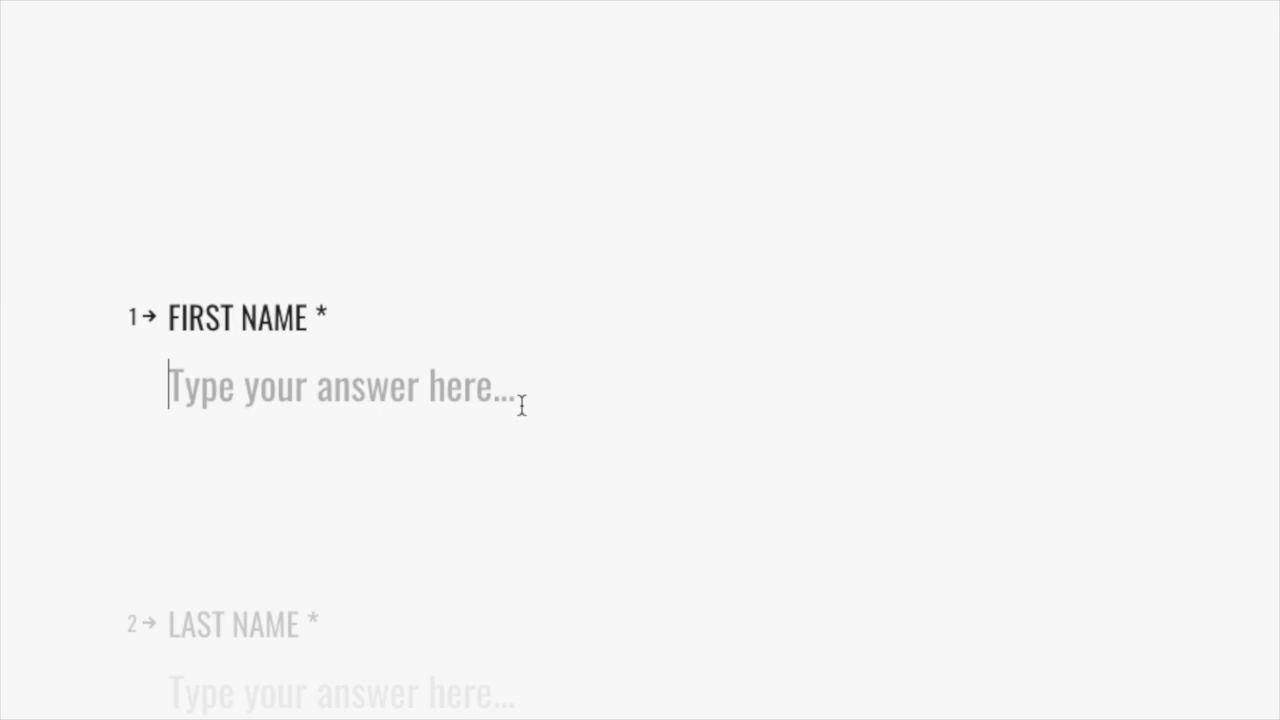 1→ FIRST NAME *
Type your answer here...
2→ LAST NAME *
Type your answer here...